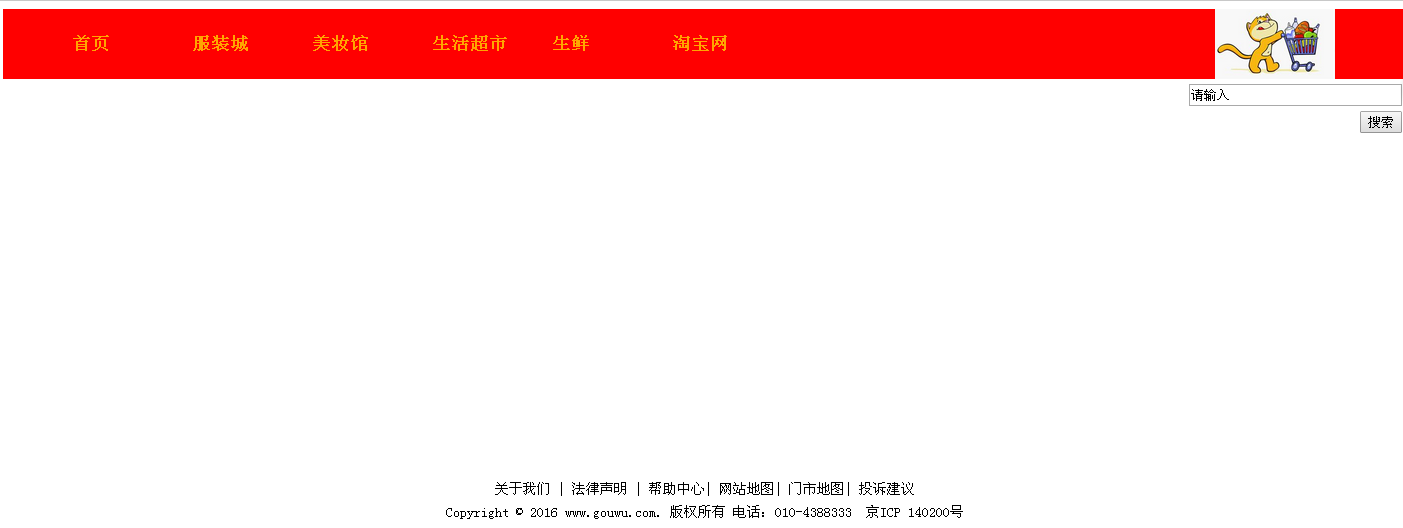 首页 服装城 美妆馆 生活超市 生鲜 淘宝网
请输入
搜索
关于我们 | 法律声明 | 帮助中心| 网站地图| 门市地图| 投诉建议
Copyright © 2016 www.gouwu.com. 版权所有 电话：010-4388333 京ICP 140200号